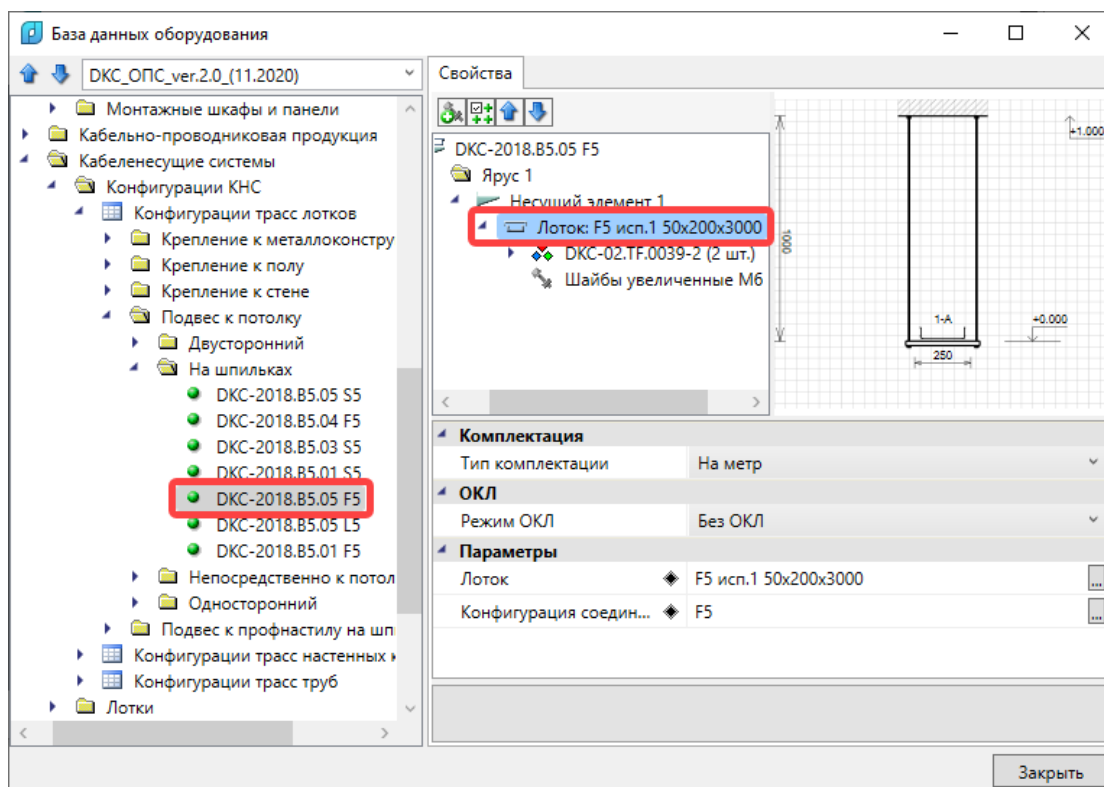 База данных оборудования
ДКС_ОПС_ver.2.0_(11.2020)
Монтажные шкафы и панели
Кабельно-проводниковая продукция
Кабеленесущие системы
Конфигурации КНС
Конфигурации трасс лотков
Крепление к металлоконстру
Крепление к полу
Крепление к стене
Подвес к потолку
Двусторонний
На шпильках
DKC-2018.B5.05 S5
DKC-2018.B5.04 F5
DKC-2018.B5.03 S5
DKC-2018.B5.01 S5
DKC-2018.B5.05 F5
DKC-2018.B5.05 L5
DKC-2018.B5.01 F5
Непосредственно к потол
Односторонний
Подвес к профнастилу на шп
Конфигурации трасс настенных к
Конфигурации трасс труб
Лотки
Свойства
DKC-2018.B5.05 F5
Ярус 1
Несущий элемент 1
Лоток: F5 исп.1 50x200x3000
DKC-02.TF.0039-2 (2 шт.)
Шайбы увеличенные М6
+1.000
1000
1-A
+0.000
250
Комплектация
Тип комплектации На метр
ОКЛ
Режим ОКЛ Без ОКЛ
Параметры
Лоток F5 исп.1 50x200x3000
Конфигурация соедин... F5
Закрыть